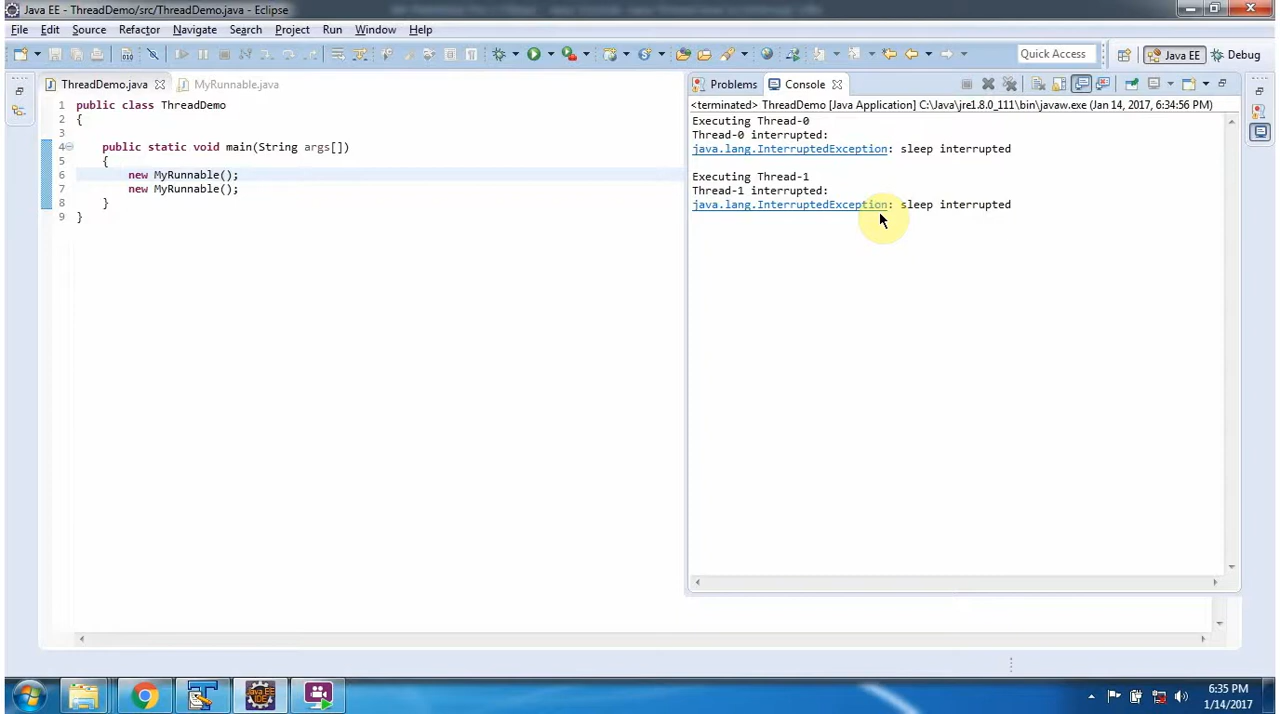 Java EE - ThreadDemo/src/ThreadDemo.java - Eclipse
File Edit Source Refactor Navigate Search Project Run Window Help
Quick Access Java EE Debug
ThreadDemo.java MyRunnable.java
1 public class ThreadDemo
2 {
3
4 public static void main(String args[])
5 {
6 new MyRunnable();
7 new MyRunnable();
8 }
9 }
Problems Console
<terminated> ThreadDemo [Java Application] C:\Java\jre1.8.0_111\bin\javaw.exe (Jan 14, 2017, 6:34:56 PM)
Executing Thread-0
Thread-0 interrupted:
java.lang.InterruptedException: sleep interrupted
Executing Thread-1
Thread-1 interrupted:
java.lang.InterruptedException: sleep interrupted
Java EE
IDE
6:35 PM
1/14/2017